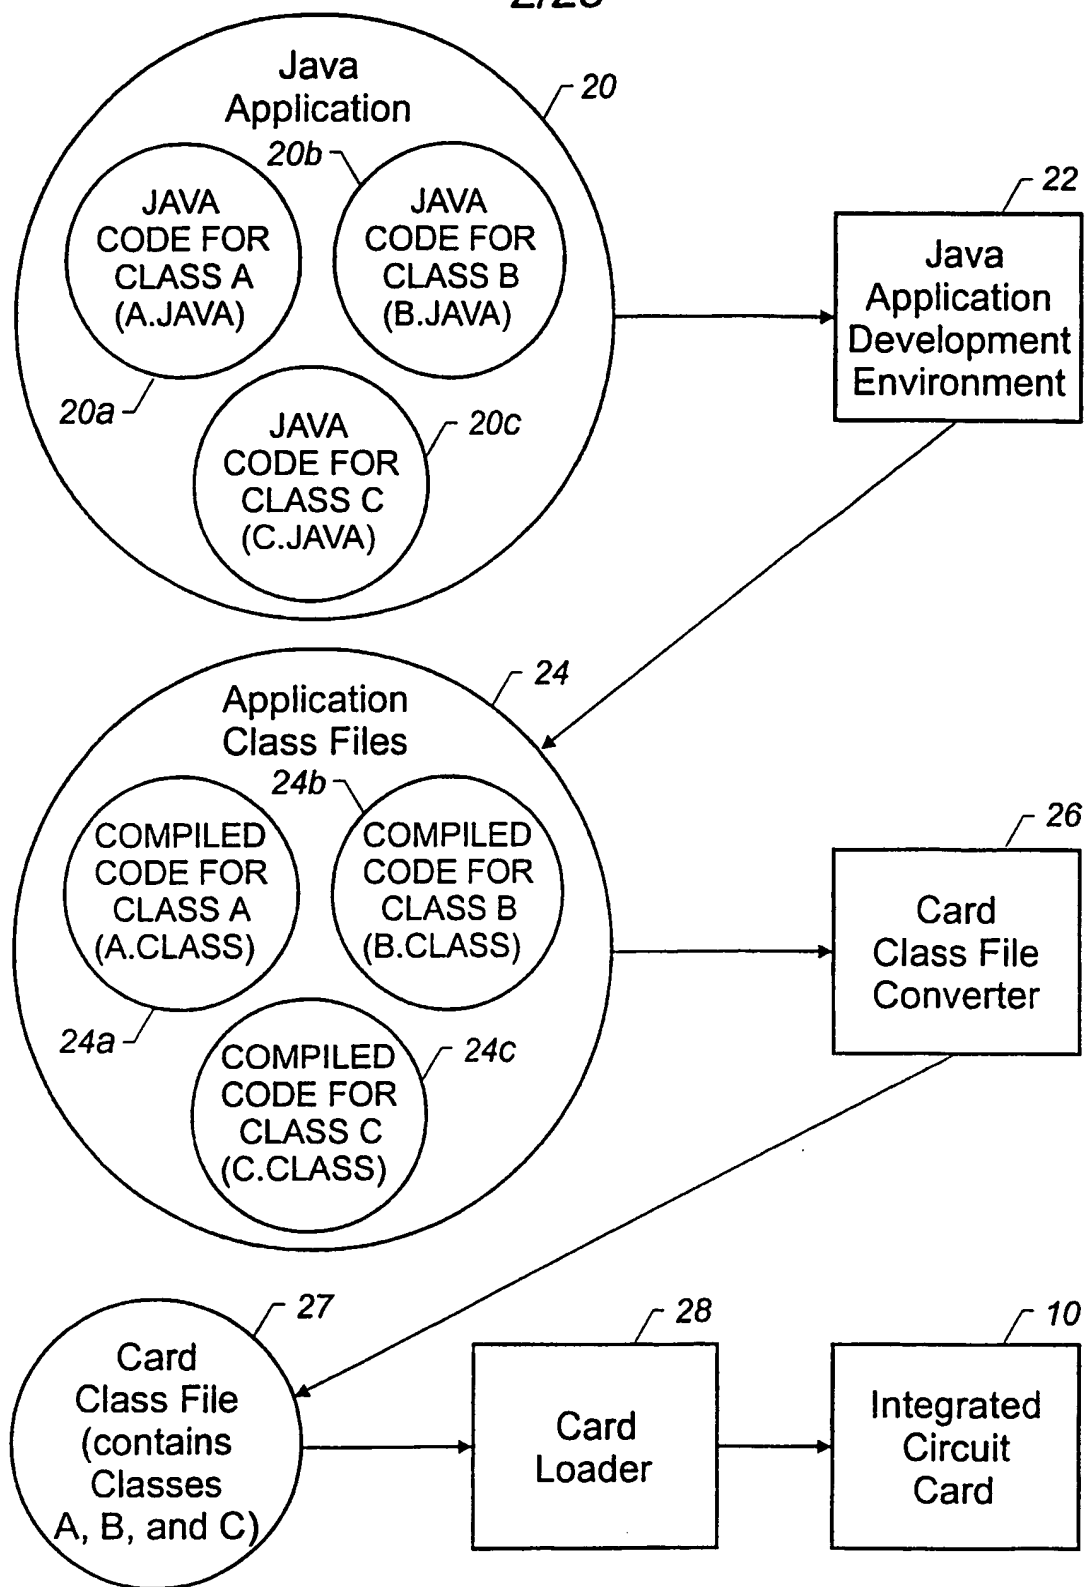 Java
Application
20
20b
JAVA
CODE FOR
CLASS A
(A.JAVA)
JAVA
CODE FOR
CLASS B
(B.JAVA)
20a
JAVA
CODE FOR
CLASS C
(C.JAVA)
20c
22
Java
Application
Development
Environment
24
Application
Class Files
24b
COMPILED
CODE FOR
CLASS A
(A.CLASS)
COMPILED
CODE FOR
CLASS B
(B.CLASS)
24a
COMPILED
CODE FOR
CLASS C
(C.CLASS)
24c
26
Card
Class File
Converter
27
Card
Class File
(contains
Classes
A, B, and C)
28
Card
Loader
10
Integrated
Circuit
Card